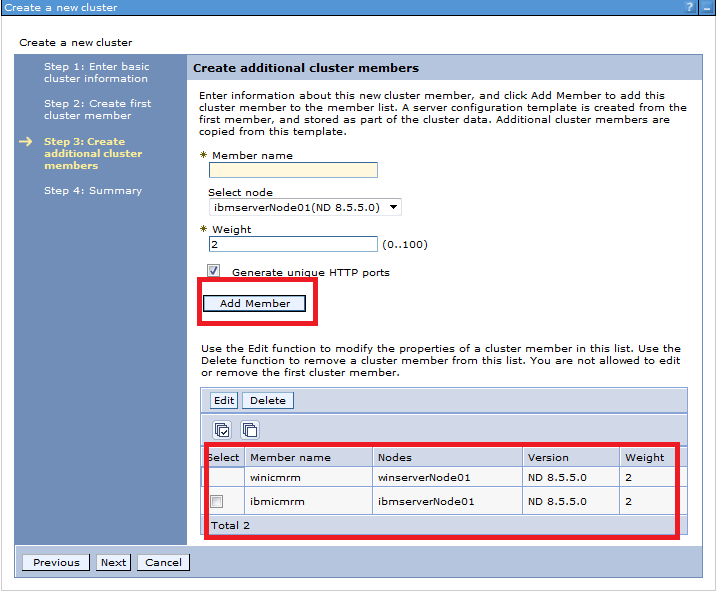 Create a new cluster
?
Create a new cluster
Step 1: Enter basic
cluster information
Step 2: Create first
cluster member
Step 3: Create
additional cluster
members
Step 4: Summary
Create additional cluster members
Enter information about this new cluster member, and click Add Member to add this
cluster member to the member list. A server configuration template is created from the
first member, and stored as part of the cluster data. Additional cluster members are
copied from this template.
* Member name
Select node
ibmserverNode01(ND 8.5.5.0)
* Weight
2 (0..100)
Generate unique HTTP ports
Add Member
Use the Edit function to modify the properties of a cluster member in this list. Use the
Delete function to remove a cluster member from this list. You are not allowed to edit
or remove the first cluster member.
Edit Delete
Select Member name Nodes Version Weight
winicmrm winserverNode01 ND 8.5.5.0 2
ibmicmrm ibmserverNode01 ND 8.5.5.0 2
Total 2
Previous Next Cancel